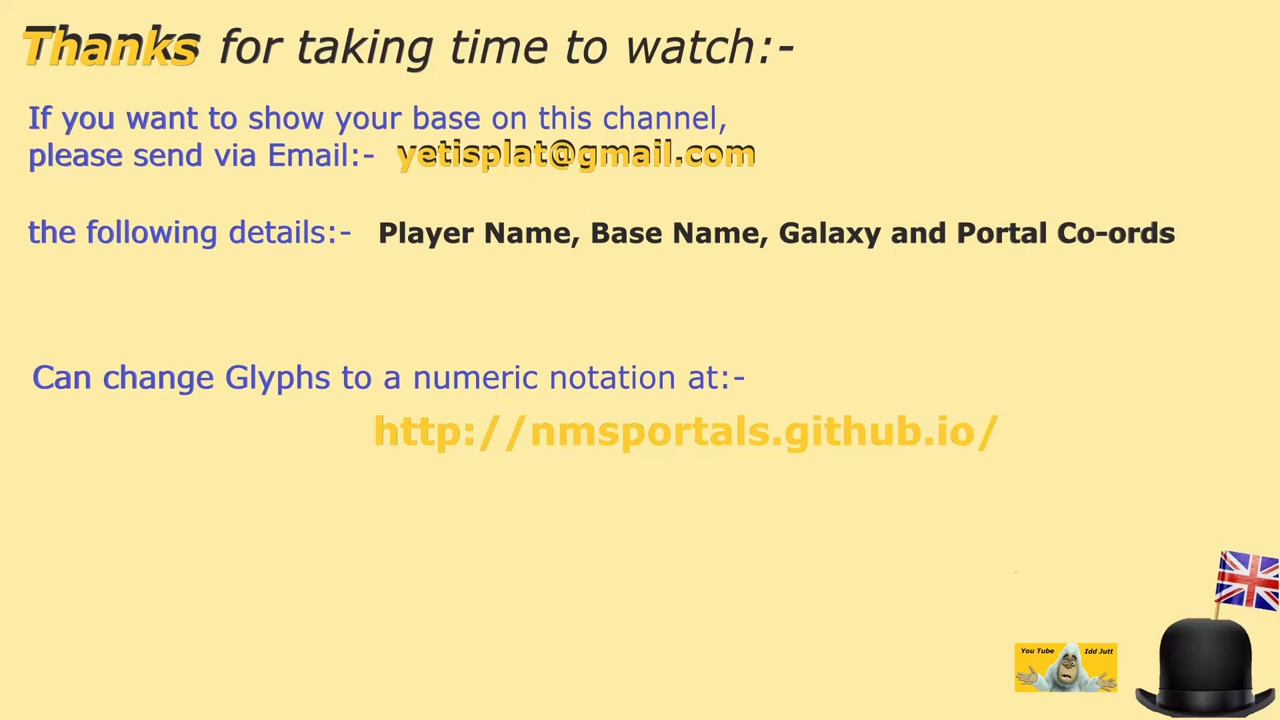 Thanks for taking time to watch:-
If you want to show your base on this channel,
please send via Email:- yetisplat@gmail.com
the following details:- Player Name, Base Name, Galaxy and Portal Co-ords
Can change Glyphs to a numeric notation at:-
http://nmsportals.github.io/
You Tube Idd Jutt